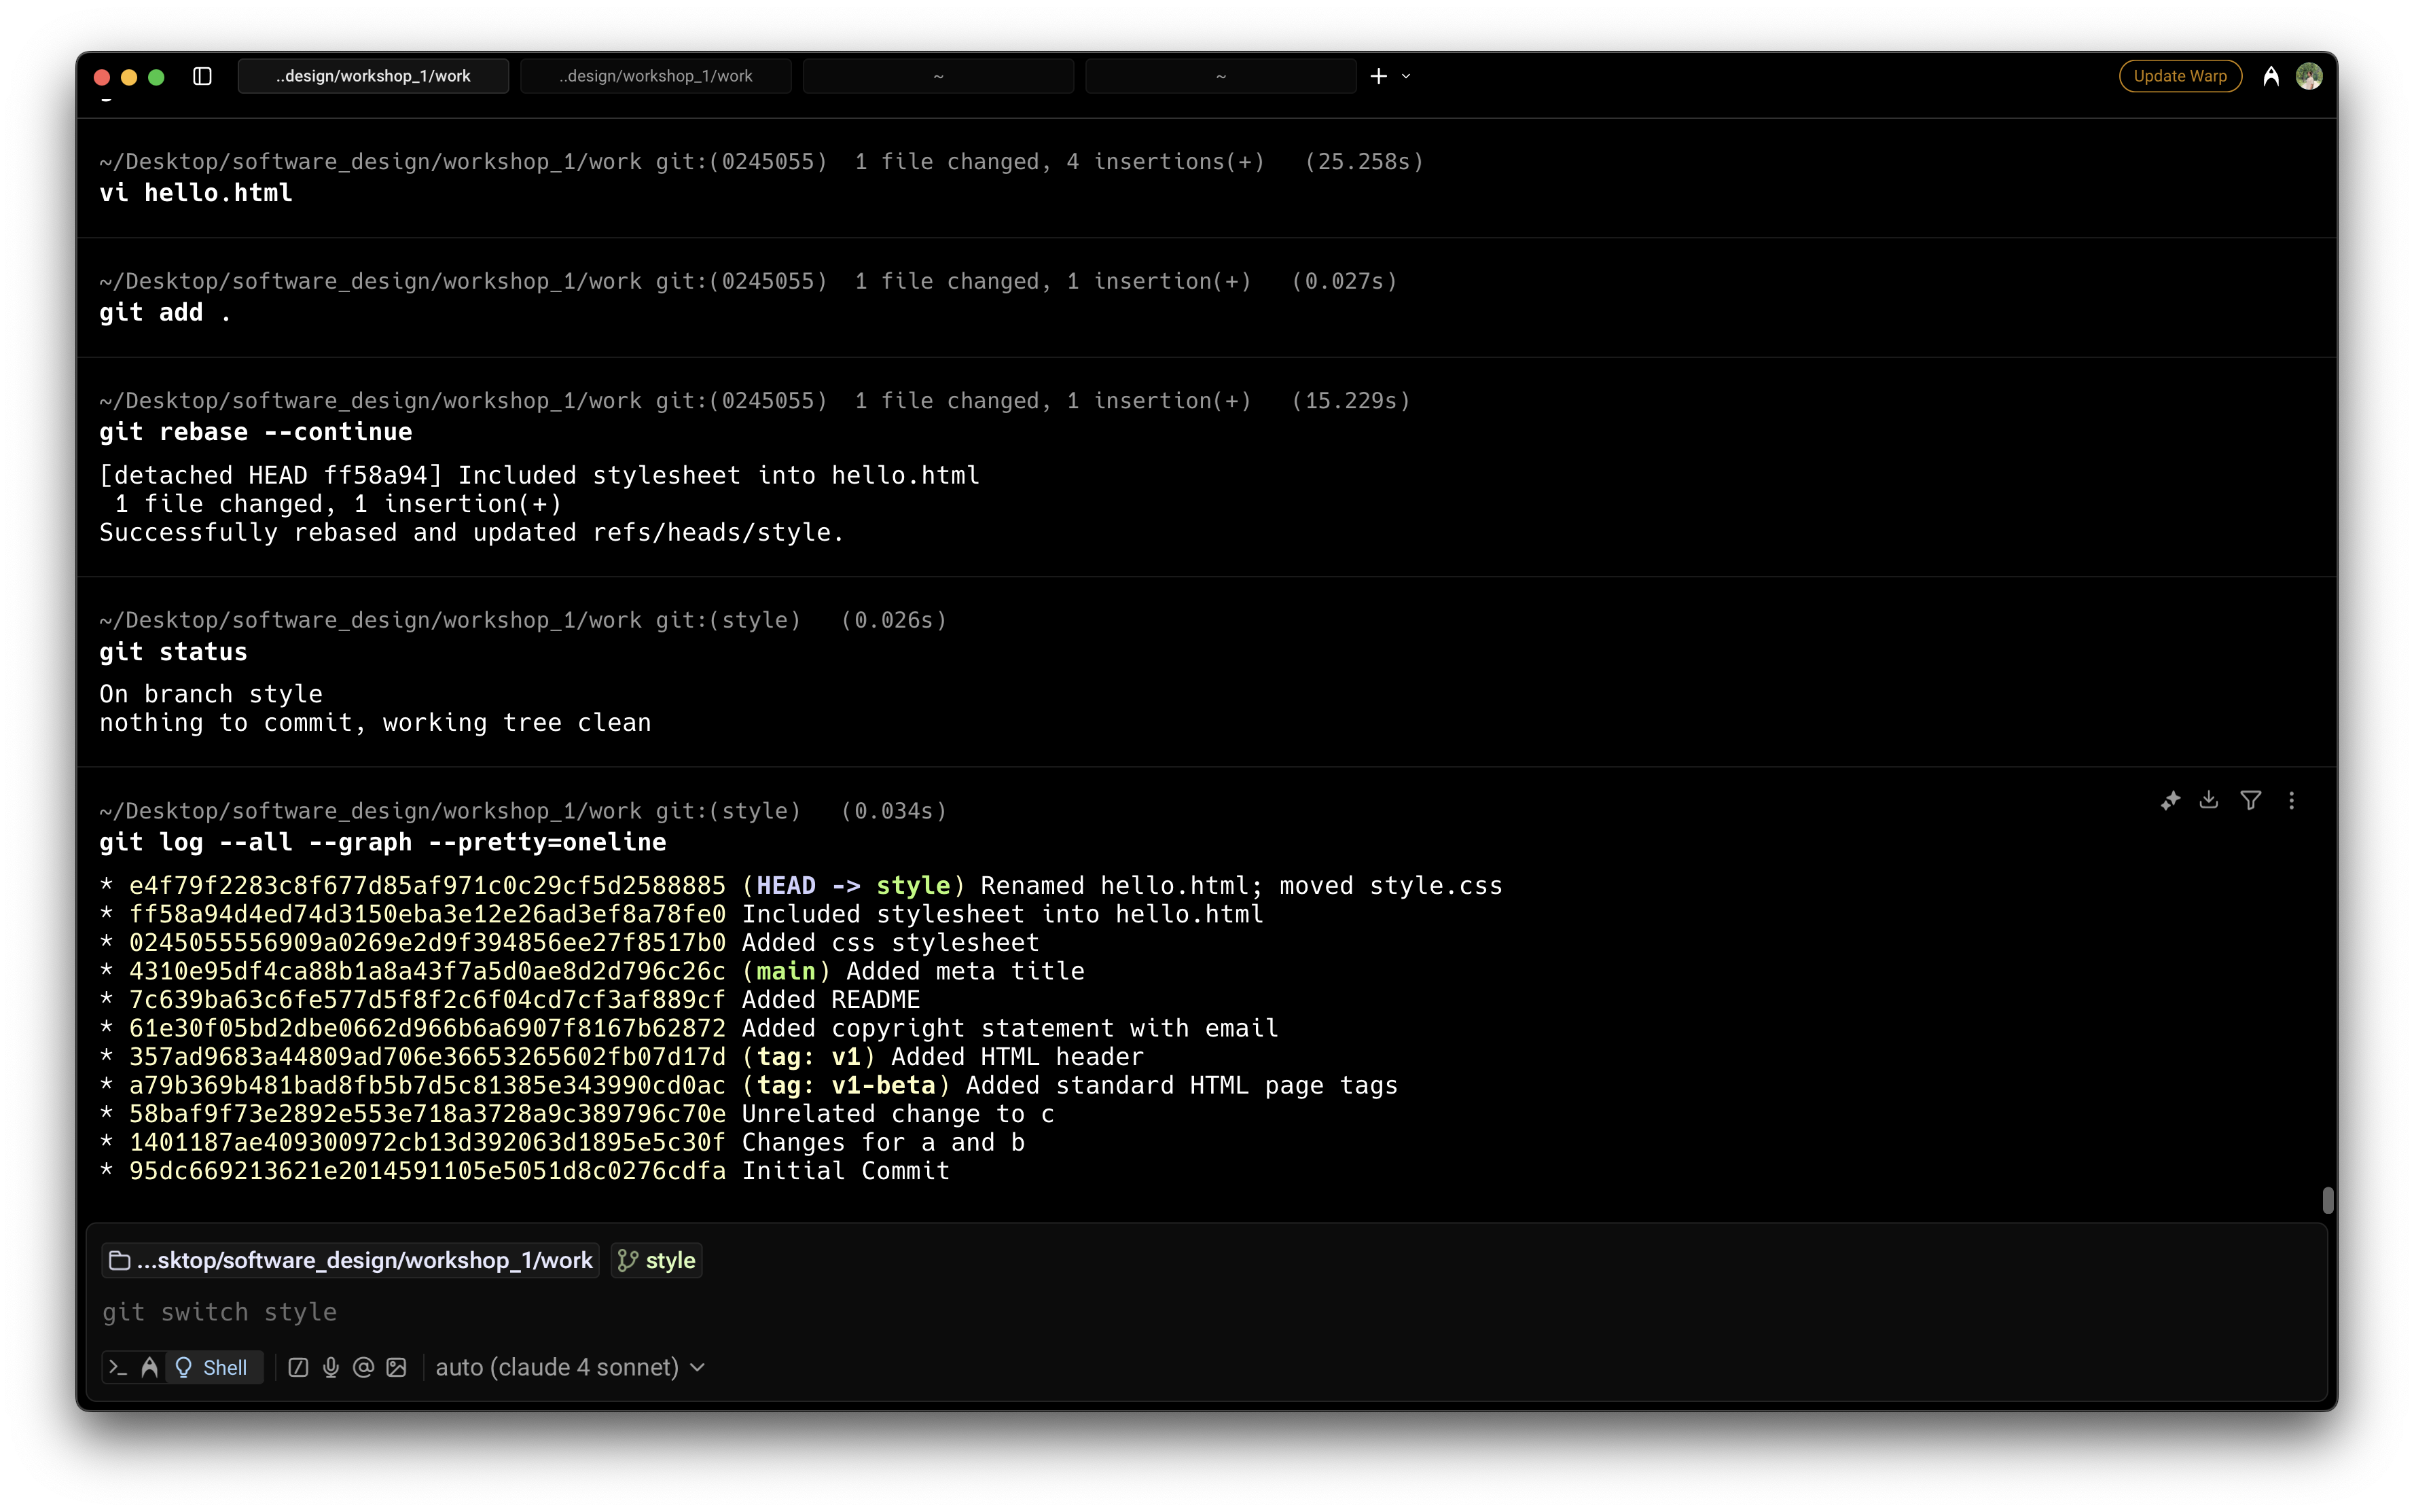 ..design/workshop_1/work
..design/workshop_1/work
~
~
Update Warp
~/Desktop/software_design/workshop_1/work git:(0245055) 1 file changed, 4 insertions(+) (25.258s)
vi hello.html
~/Desktop/software_design/workshop_1/work git:(0245055) 1 file changed, 1 insertion(+) (0.027s)
git add .
~/Desktop/software_design/workshop_1/work git:(0245055) 1 file changed, 1 insertion(+) (15.229s)
git rebase --continue
[detached HEAD ff58a94] Included stylesheet into hello.html
1 file changed, 1 insertion(+)
Successfully rebased and updated refs/heads/style.
~/Desktop/software_design/workshop_1/work git:(style) (0.026s)
git status
On branch style
nothing to commit, working tree clean
~/Desktop/software_design/workshop_1/work git:(style) (0.034s)
git log --all --graph --pretty=oneline
* e4f79f2283c8f677d85af971c0c29cf5d2588885 (HEAD -> style) Renamed hello.html; moved style.css
* ff58a94d4ed74d3150eba3e12e26ad3ef8a78fe0 Included stylesheet into hello.html
* 0245055556909a0269e2d9f394856ee27f8517b0 Added css stylesheet
* 4310e95df4ca88b1a8a43f7a5d0ae8d2d796c26c (main) Added meta title
* 7c639ba63c6fe577d5f8f2c6f04cd7cf3af889cf Added README
* 61e30f05bd2dbe0662d966b6a6907f8167b62872 Added copyright statement with email
* 357ad9683a44809ad706e36653265602fb07d17d (tag: v1) Added HTML header
* a79b369b481bad8fb5b7d5c81385e343990cd0ac (tag: v1-beta) Added standard HTML page tags
* 58baf9f73e2892e553e718a3728a9c389796c70e Unrelated change to c
* 1401187ae409300972cb13d392063d1895e5c30f Changes for a and b
* 95dc669213621e2014591105e5051d8c0276cdfa Initial Commit
...sktop/software_design/workshop_1/work style
git switch style
Shell auto (claude 4 sonnet)